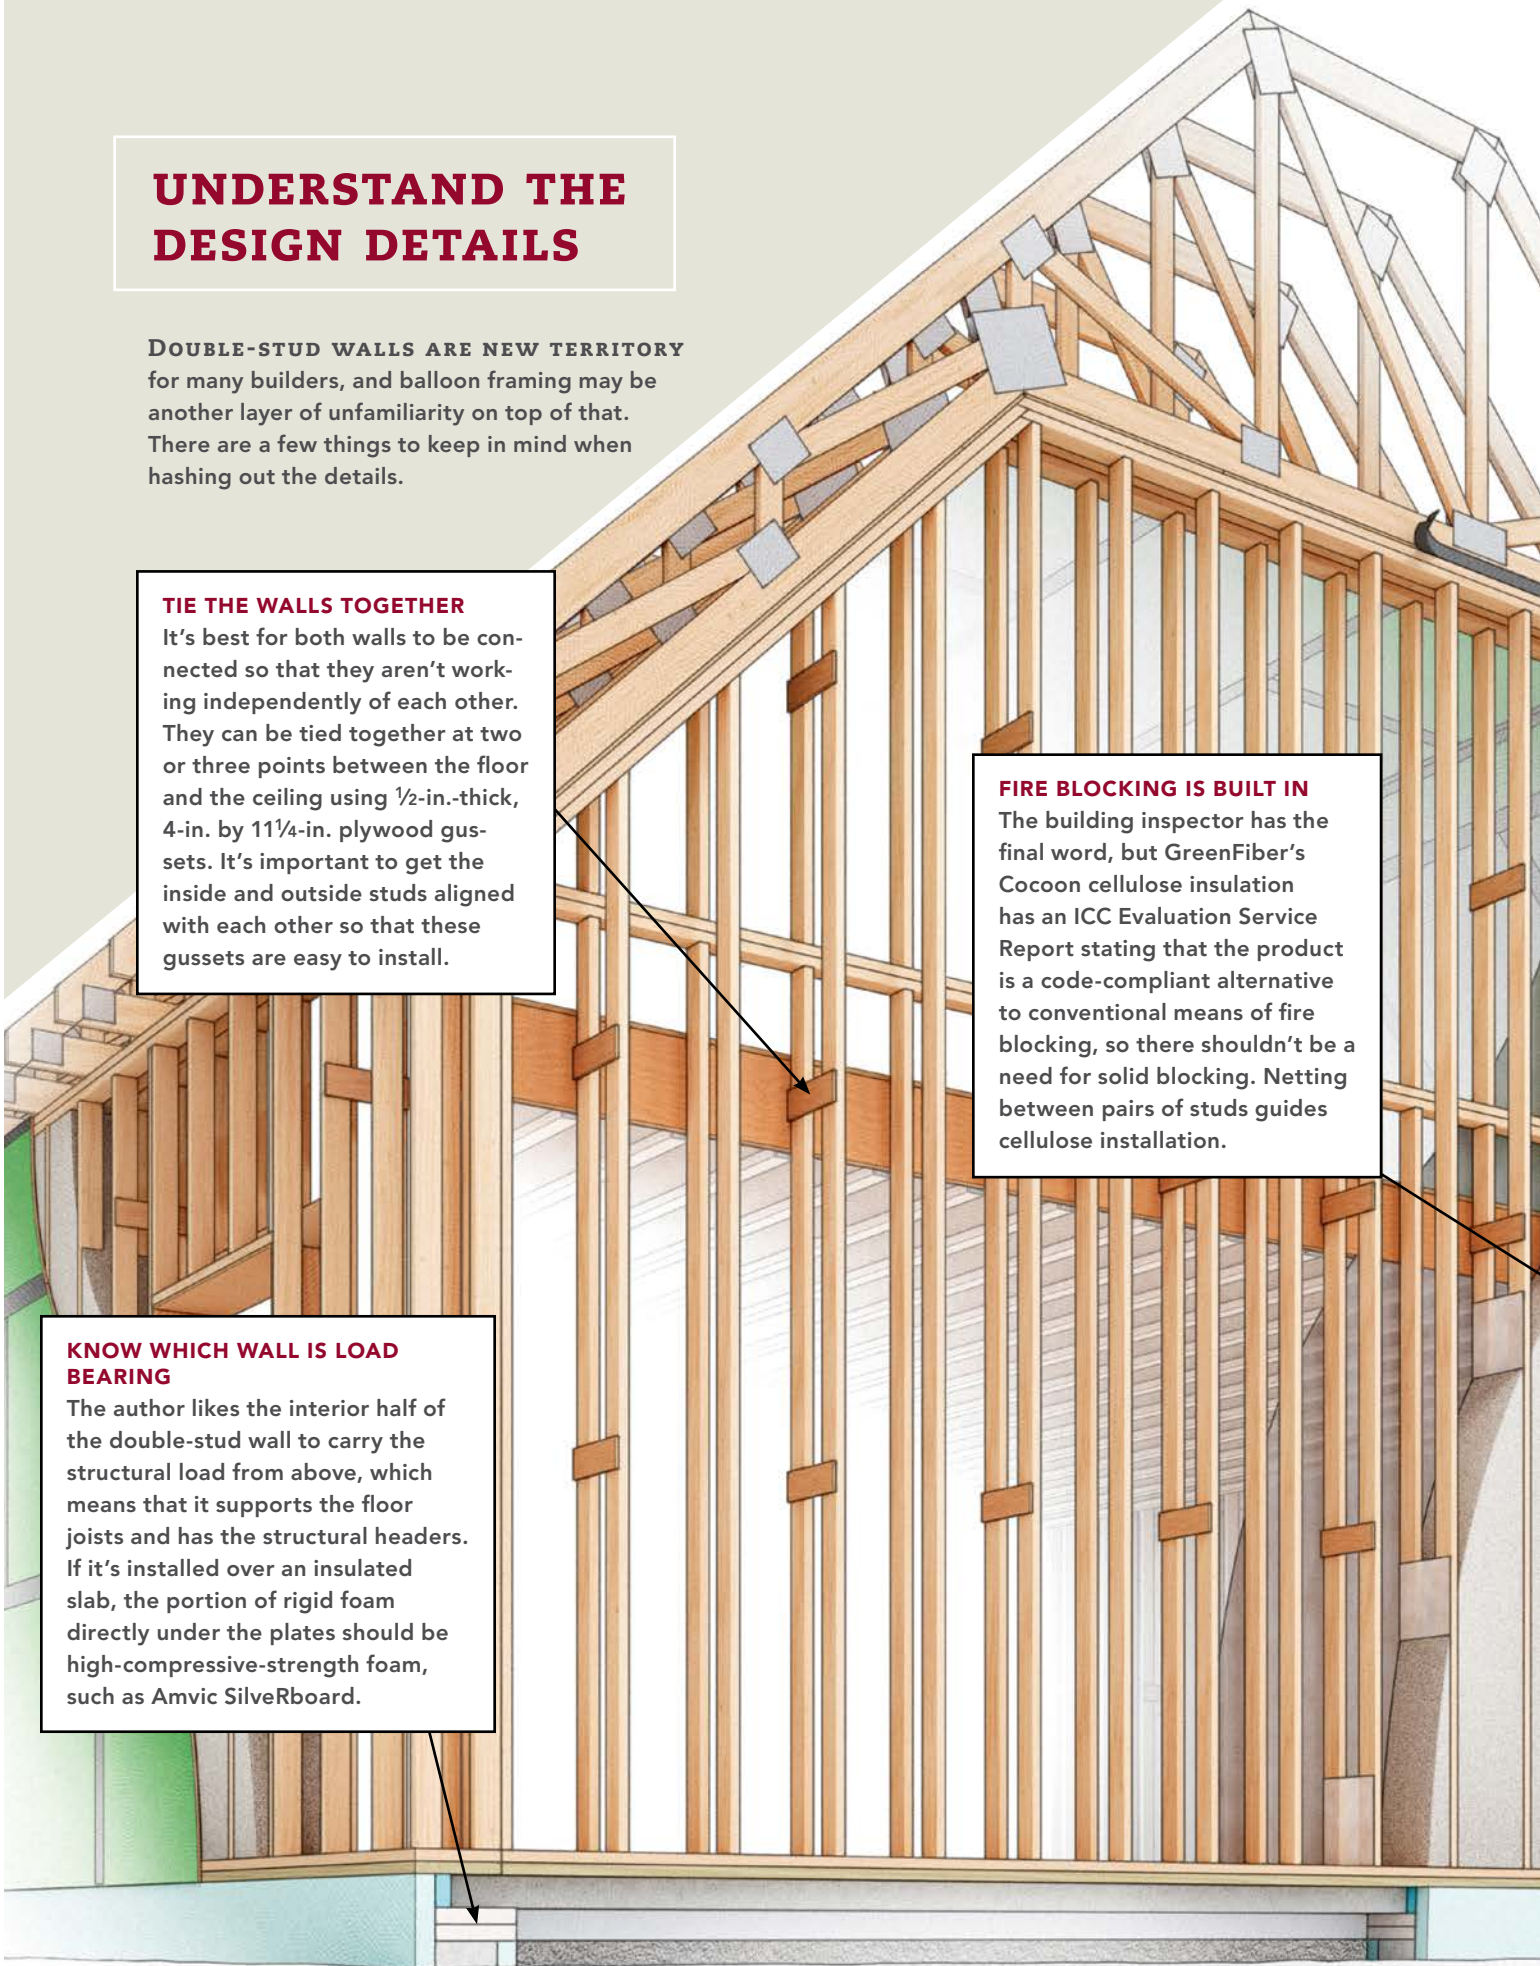 UNDERSTAND THE
DESIGN DETAILS
DOUBLE-STUD WALLS ARE NEW TERRITORY
for many builders, and balloon framing may be
another layer of unfamiliarity on top of that.
There are a few things to keep in mind when
hashing out the details.
TIE THE WALLS TOGETHER
It’s best for both walls to be con-
nected so that they aren’t work-
ing independently of each other.
They can be tied together at two
or three points between the floor
and the ceiling using ½-in.-thick,
4-in. by 11¼-in. plywood gus-
sets. It’s important to get the
inside and outside studs aligned
with each other so that these
gussets are easy to install.
FIRE BLOCKING IS BUILT IN
The building inspector has the
final word, but GreenFiber’s
Cocoon cellulose insulation
has an ICC Evaluation Service
Report stating that the product
is a code-compliant alternative
to conventional means of fire
blocking, so there shouldn’t be a
need for solid blocking. Netting
between pairs of studs guides
cellulose installation.
KNOW WHICH WALL IS LOAD
BEARING
The author likes the interior half of
the double-stud wall to carry the
structural load from above, which
means that it supports the floor
joists and has the structural headers.
If it’s installed over an insulated
slab, the portion of rigid foam
directly under the plates should be
high-compressive-strength foam,
such as Amvic SilveRboard.